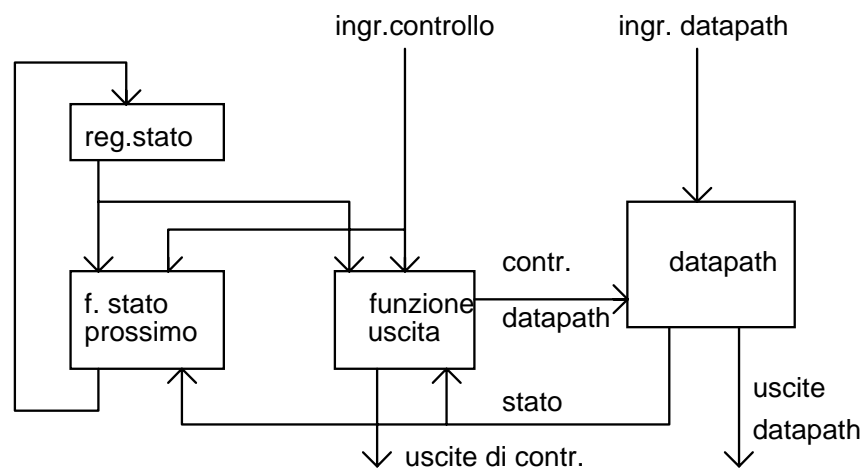 ingr.controllo
ingr. datapath
reg.stato
f. stato
prossimo
funzione
uscita
contr.
datapath
datapath
stato
uscite
datapath
uscite di contr.